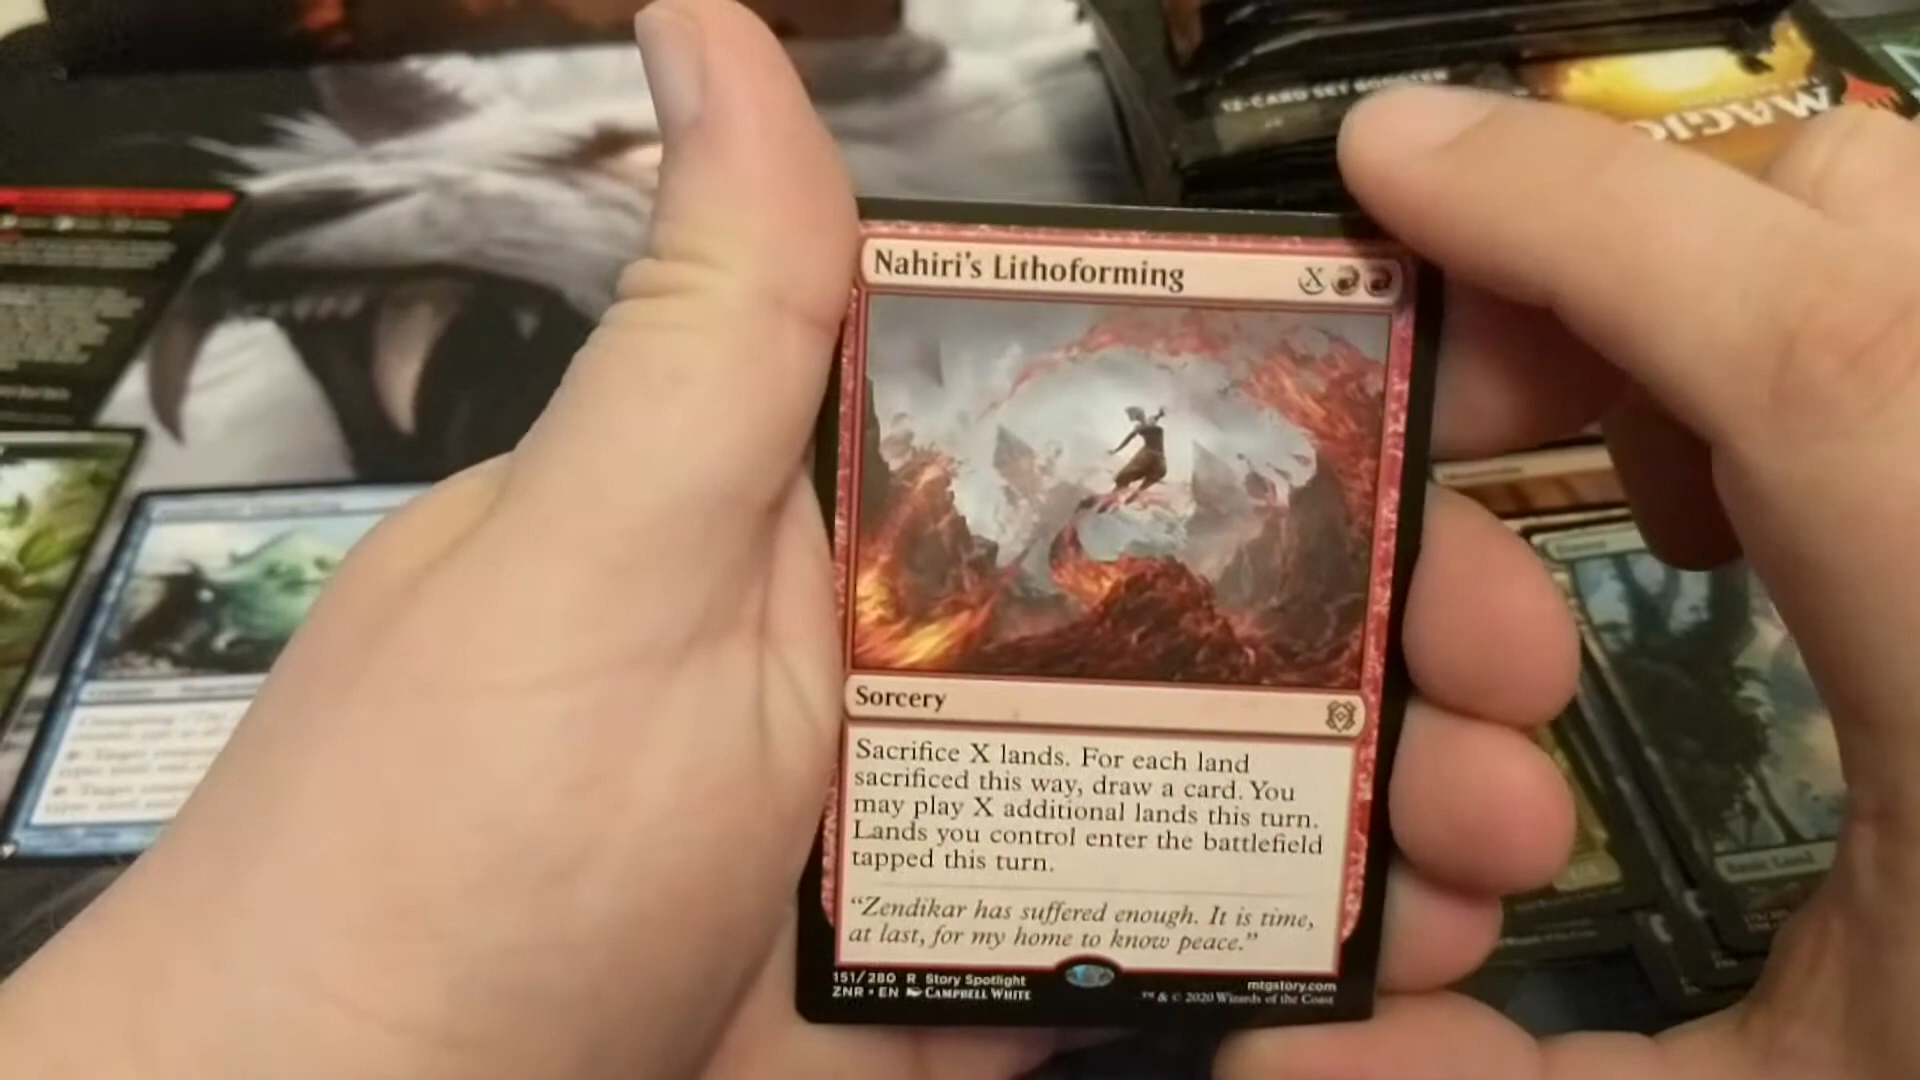 12-CARD SET BOOSTER
MAGIC
Nahiri's Lithoforming X
Sorcery
Sacrifice X lands. For each land
sacrificed this way, draw a card. You
may play X additional lands this turn.
Lands you control enter the battlefield
tapped this turn.
"Zendikar has suffered enough. It is time,
at last, for my home to know peace."
151/280 R Story Spotlight
ZNR • EN CAMPBELL WHITE
mtgstory.com
™ & © 2020 Wizards of the Coast
Basic Land